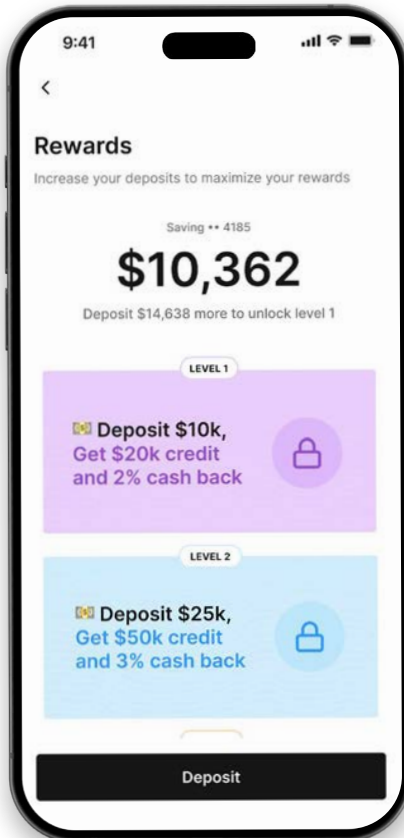 9:41
Rewards
Increase your deposits to maximize your rewards
Saving •• 4185
$10,362
Deposit $14,638 more to unlock level 1
LEVEL 1
💵 Deposit $10k,
Get $20k credit
and 2% cash back
LEVEL 2
💵 Deposit $25k,
Get $50k credit
and 3% cash back
Deposit